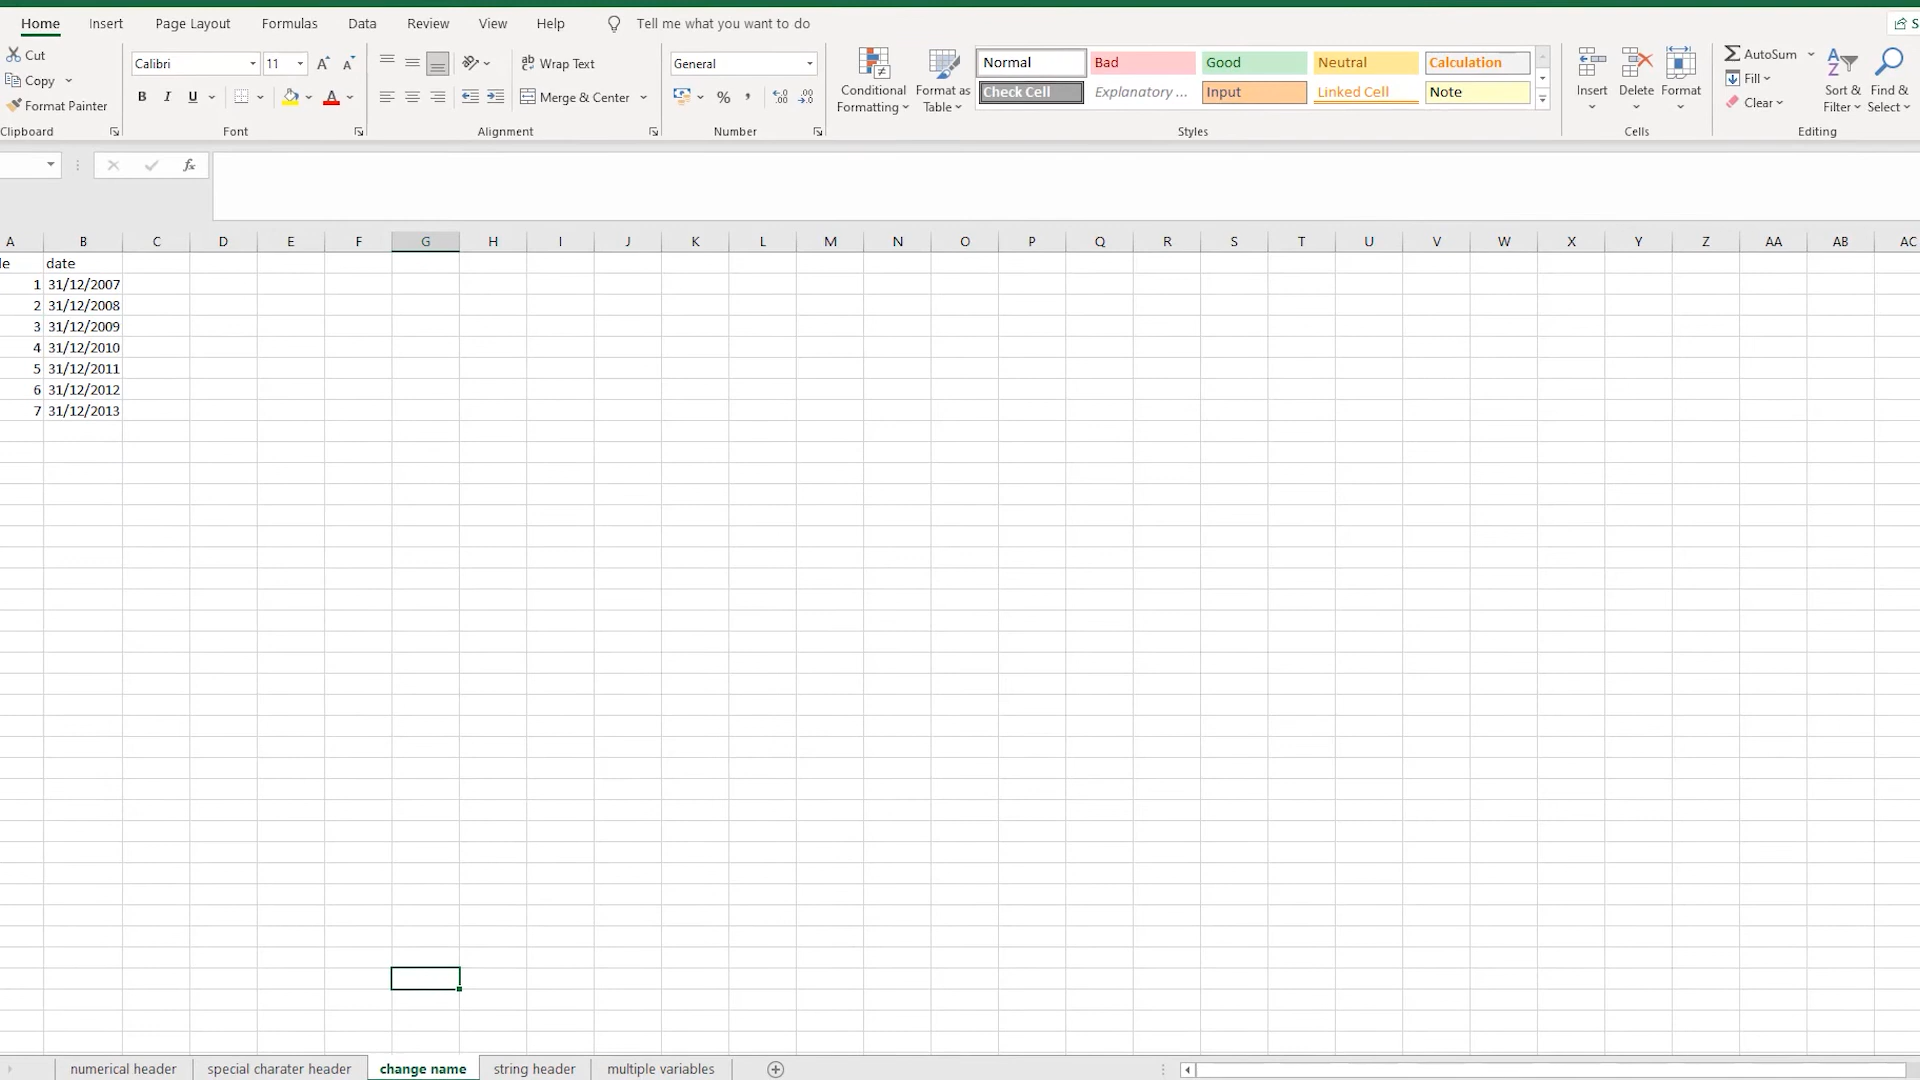 Home Insert Page Layout Formulas Data Review View Help Tell me what you want to do
Cut
Copy
Format Painter
Clipboard
Calibri 11
B I U
Font
Wrap Text
Merge & Center
Alignment
General
%
Number
Conditional Formatting
Format as Table
Normal Bad Good Neutral Calculation
Check Cell Explanatory ... Input Linked Cell Note
Styles
Insert Delete Format
Cells
AutoSum
Fill
Clear
Sort & Filter
Find & Select
Editing
fx
A B C D E F G H I J K L M N O P Q R S T U V W X Y Z AA AB AC
le date
1 31/12/2007
2 31/12/2008
3 31/12/2009
4 31/12/2010
5 31/12/2011
6 31/12/2012
7 31/12/2013
numerical header special charater header change name string header multiple variables